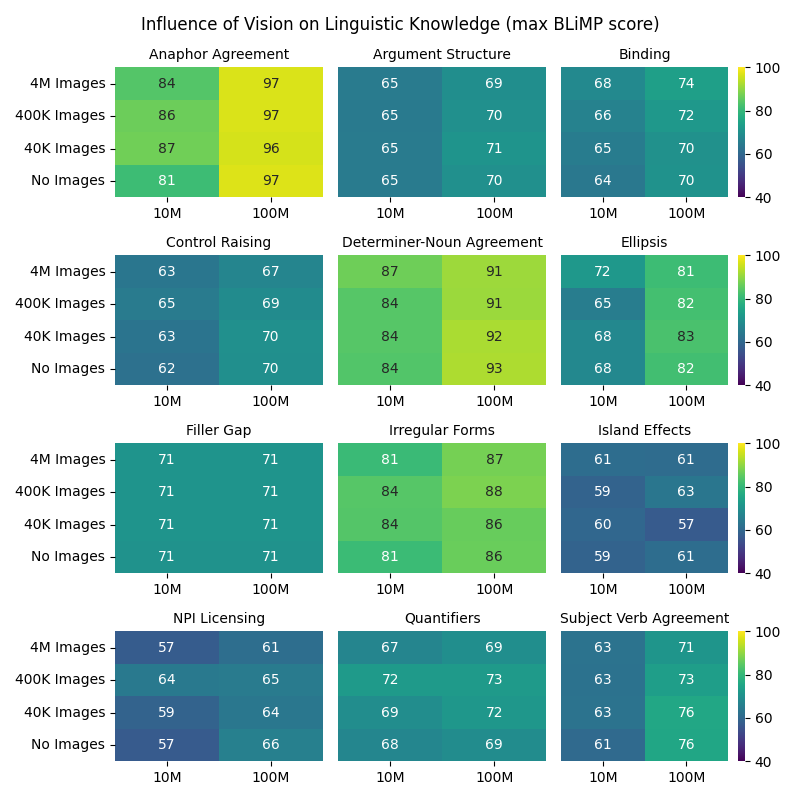 Influence of Vision on Linguistic Knowledge (max BLiMP score)
Anaphor Agreement Argument Structure Binding
4M Images 84 97 65 69 68 74 100
400K Images 86 97 65 70 66 72 80
40K Images 87 96 65 71 65 70 60
No Images 81 97 65 70 64 70 40
10M 100M 10M 100M 10M 100M
Control Raising Determiner-Noun Agreement Ellipsis
4M Images 63 67 87 91 72 81 100
400K Images 65 69 84 91 65 82 80
40K Images 63 70 84 92 68 83 60
No Images 62 70 84 93 68 82 40
10M 100M 10M 100M 10M 100M
Filler Gap Irregular Forms Island Effects
4M Images 71 71 81 87 61 61 100
400K Images 71 71 84 88 59 63 80
40K Images 71 71 84 86 60 57 60
No Images 71 71 81 86 59 61 40
10M 100M 10M 100M 10M 100M
NPI Licensing Quantifiers Subject Verb Agreement
4M Images 57 61 67 69 63 71 100
400K Images 64 65 72 73 63 73 80
40K Images 59 64 69 72 63 76 60
No Images 57 66 68 69 61 76 40
10M 100M 10M 100M 10M 100M